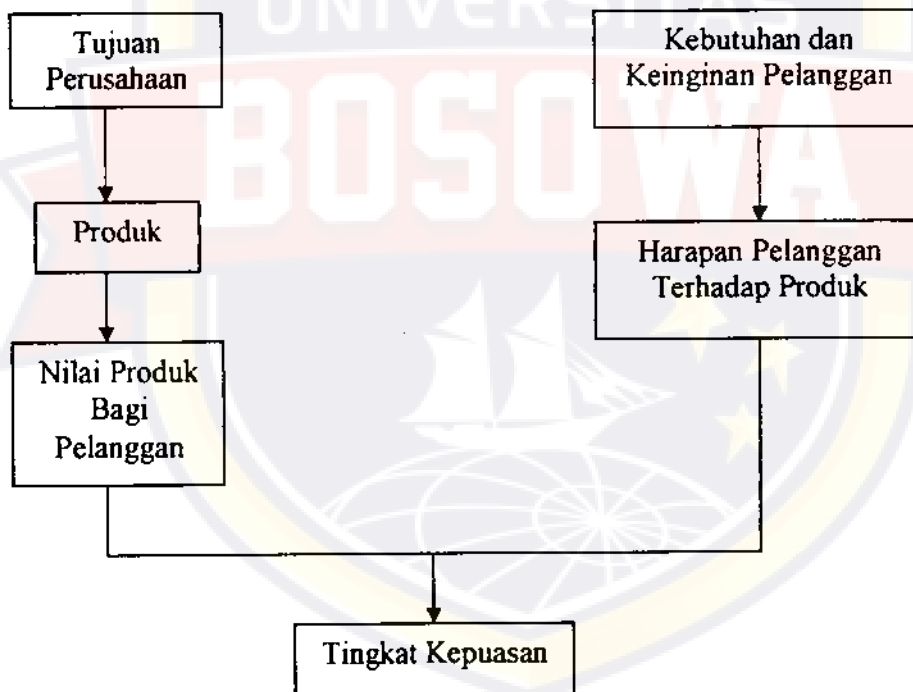 UNIVERSITAS
BOSOWA
Tujuan
Perusahaan
Produk
Nilai Produk
Bagi
Pelanggan
Kebutuhan dan
Keinginan Pelanggan
Harapan Pelanggan
Terhadap Produk
Tingkat Kepuasan